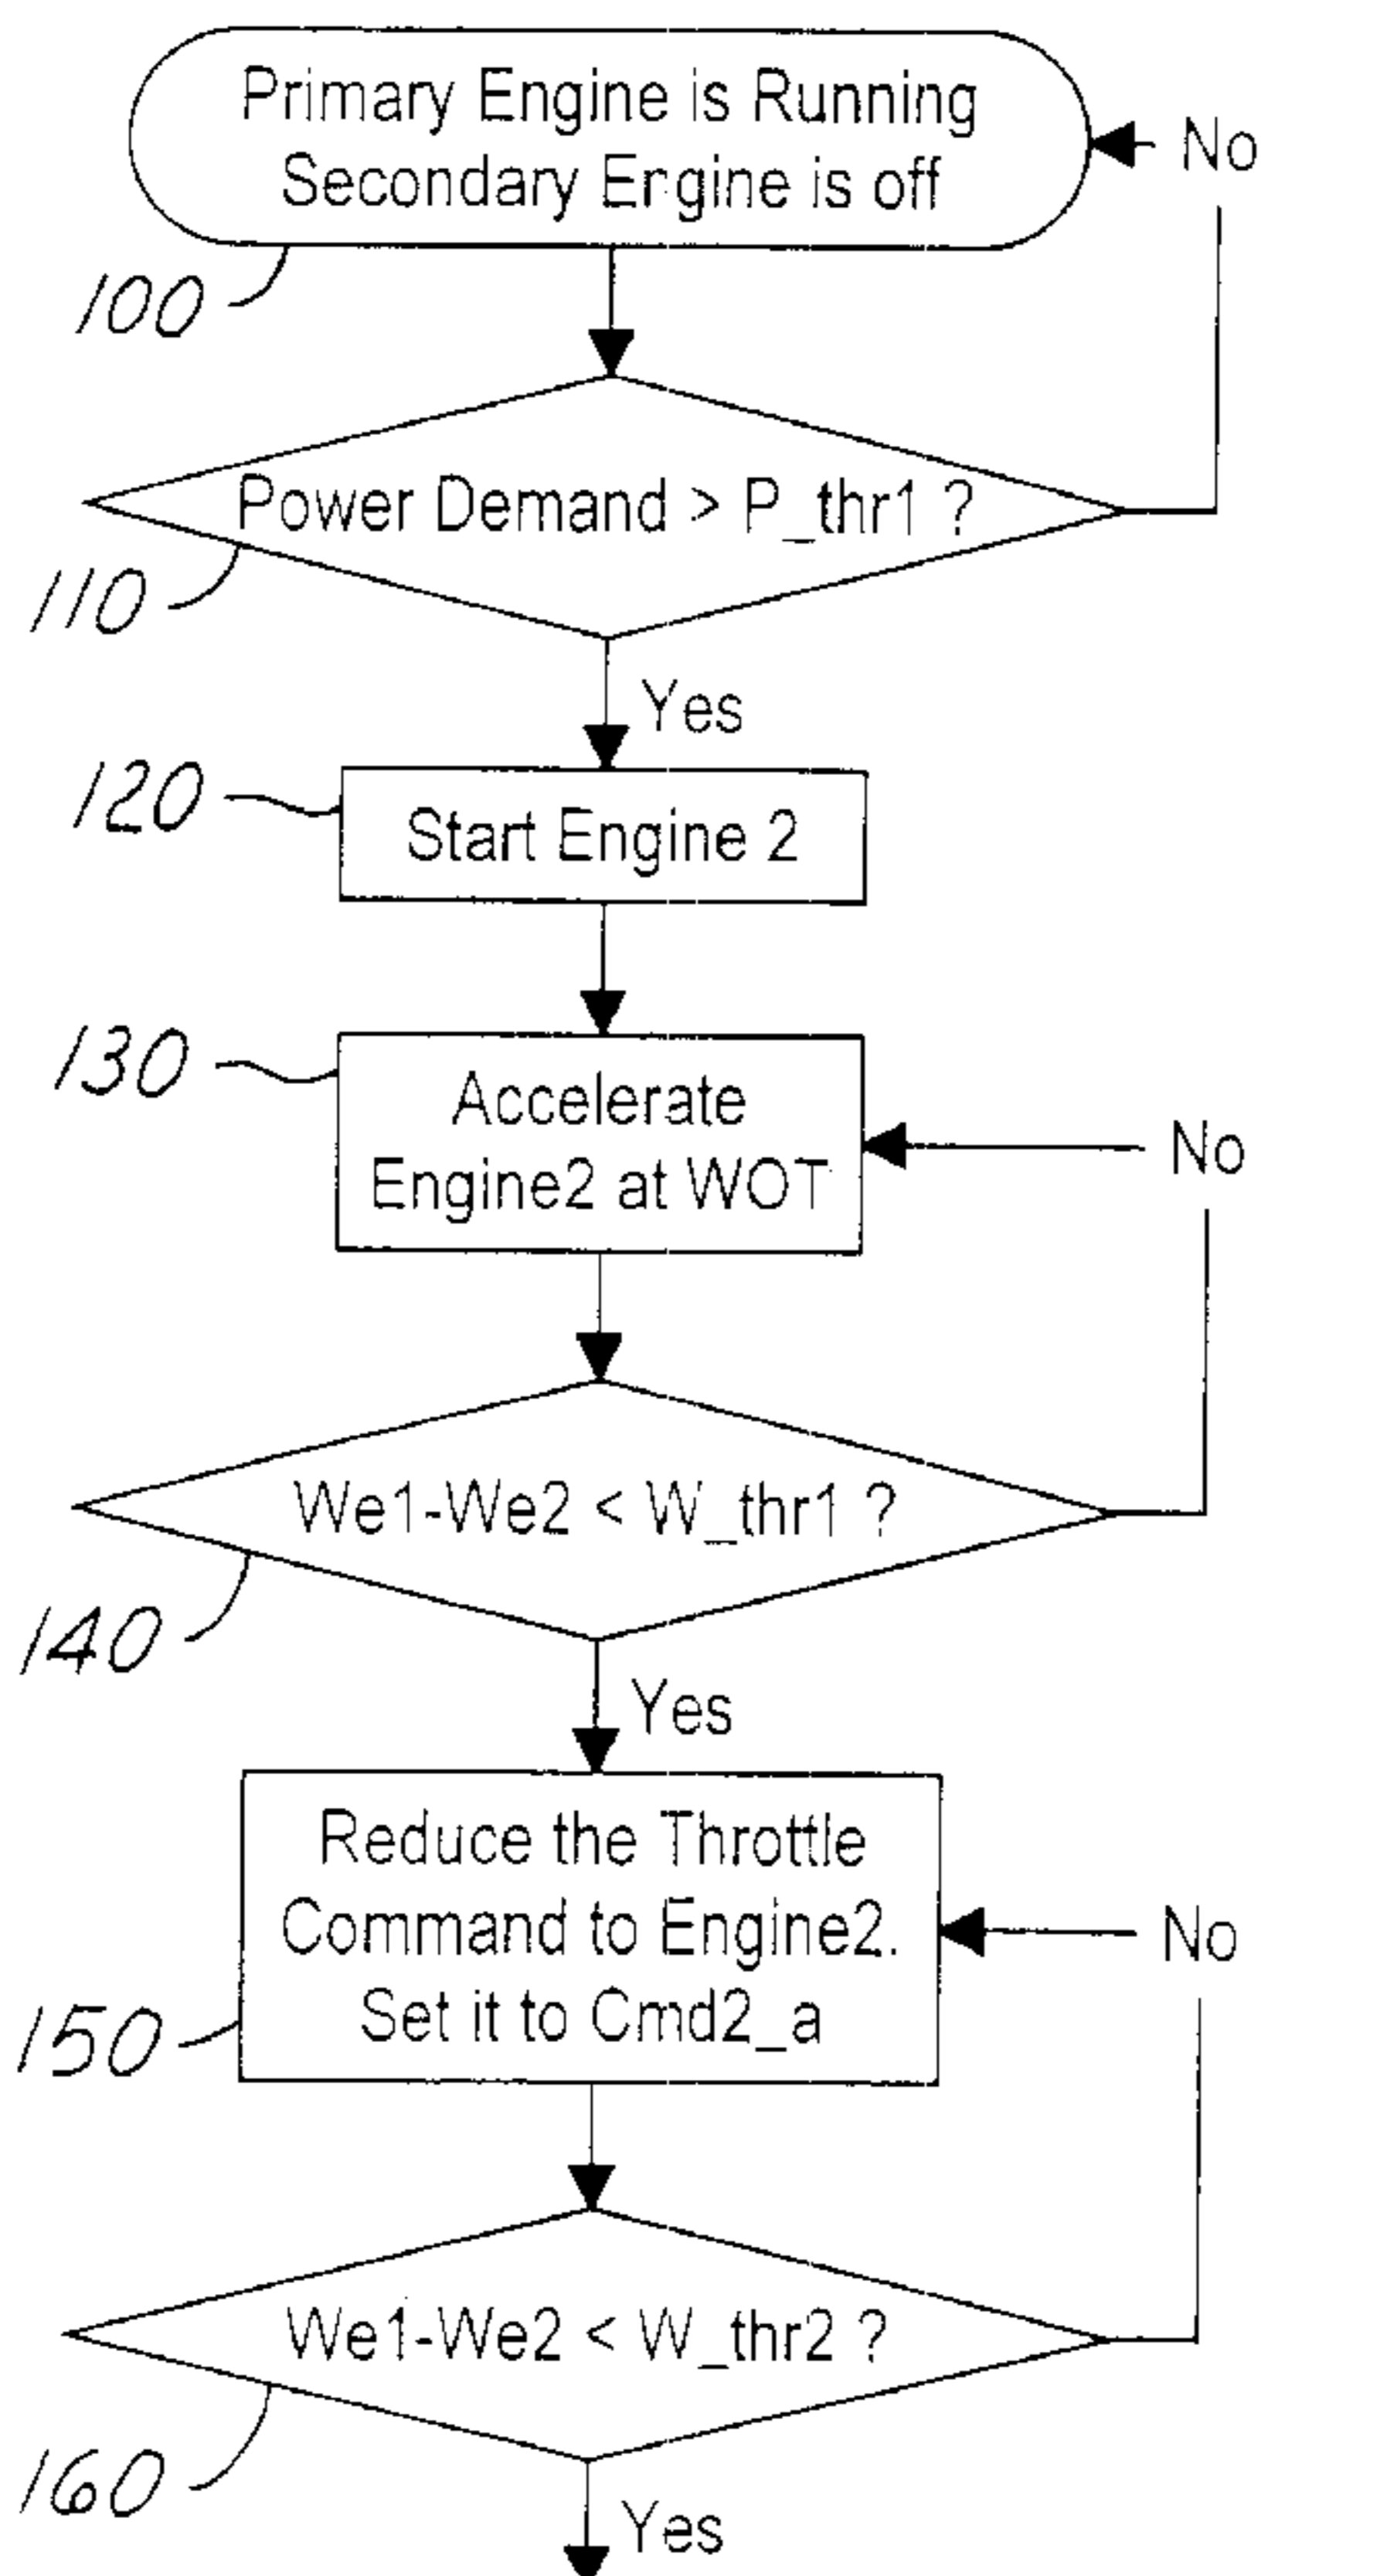 Primary Engine is Running
Secondary Engine is off
No
100
Power Demand > P_thr1 ?
110
Yes
120
Start Engine 2
130
Accelerate
Engine2 at WOT
No
We1-We2 < W_thr1 ?
140
Yes
Reduce the Throttle
Command to Engine2.
Set it to Cmd2_a
No
150
We1-We2 < W_thr2 ?
160
Yes